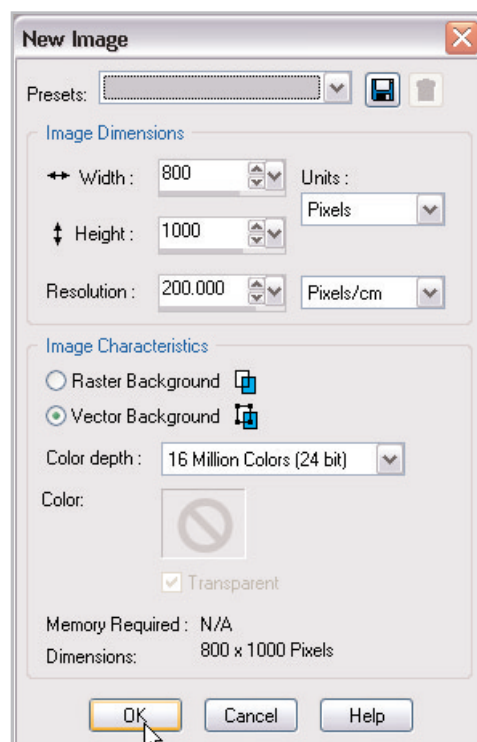 New Image
Presets:
Image Dimensions
Width : 800 Units :
Pixels
Height : 1000
Resolution : 200.000 Pixels/cm
Image Characteristics
Raster Background
Vector Background
Color depth : 16 Million Colors (24 bit)
Color:
Transparent
Memory Required : N/A
Dimensions: 800 x 1000 Pixels
OK Cancel Help